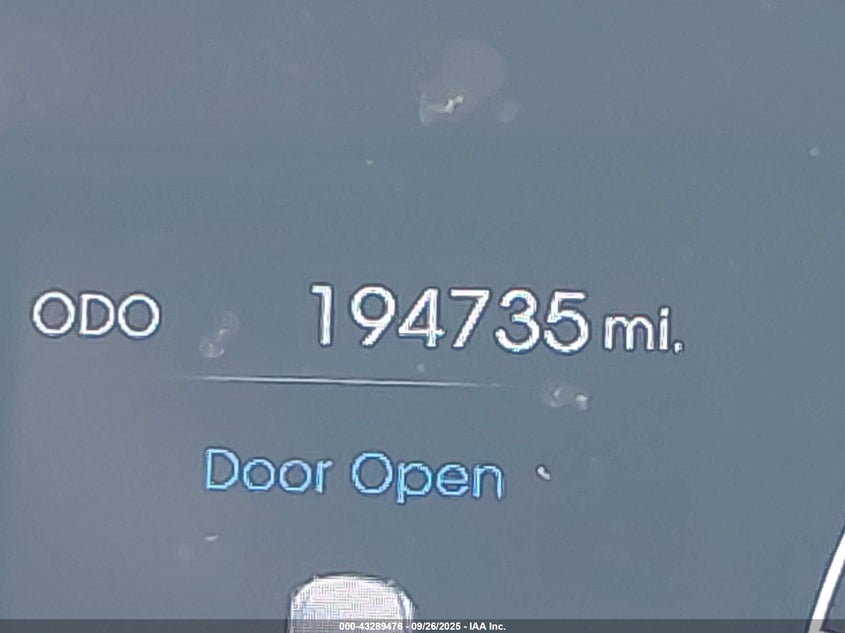 ODO 194735 mi.
Door Open
000-43289476 - 09/26/2025 - IAA Inc.